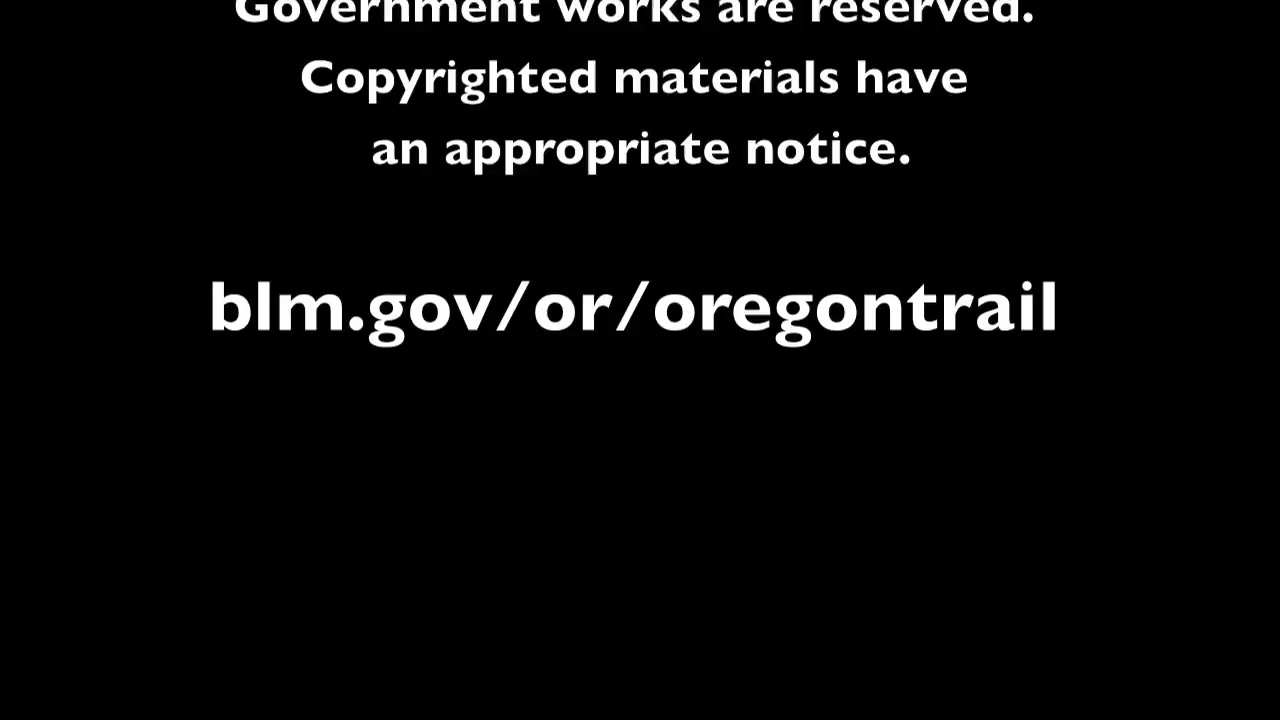 Government works are reserved.
Copyrighted materials have
an appropriate notice.
blm.gov/or/oregontrail